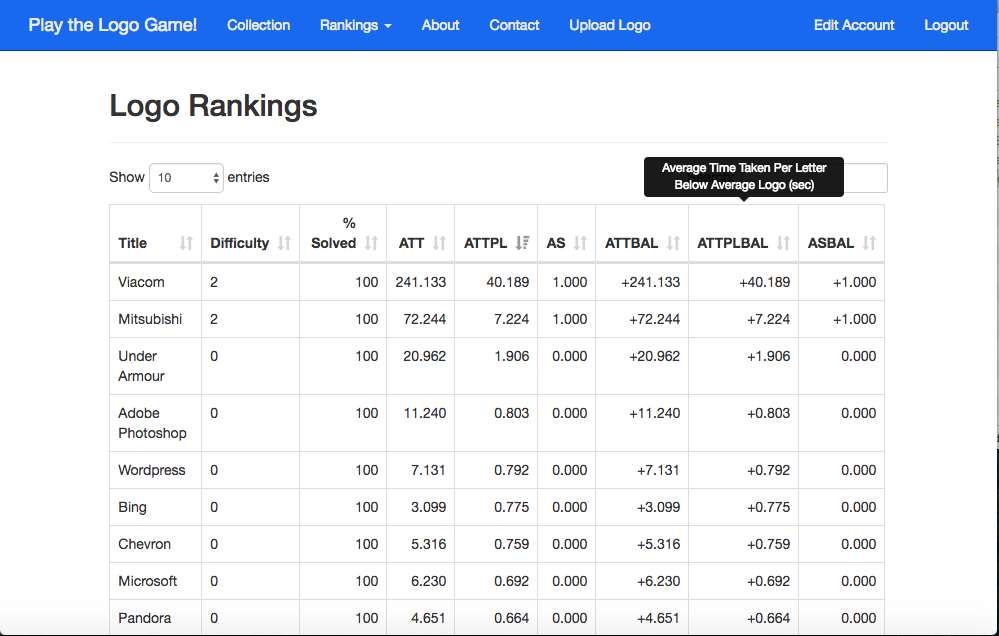 Play the Logo Game! Collection Rankings About Contact Upload Logo Edit Account Logout
Logo Rankings
Show 10 entries
Average Time Taken Per Letter
Below Average Logo (sec)
Title Difficulty % Solved ATT ATTPL AS ATTBAL ATTPLBAL ASBAL
Viacom 2 100 241.133 40.189 1.000 +241.133 +40.189 +1.000
Mitsubishi 2 100 72.244 7.224 1.000 +72.244 +7.224 +1.000
Under Armour 0 100 20.962 1.906 0.000 +20.962 +1.906 0.000
Adobe Photoshop 0 100 11.240 0.803 0.000 +11.240 +0.803 0.000
Wordpress 0 100 7.131 0.792 0.000 +7.131 +0.792 0.000
Bing 0 100 3.099 0.775 0.000 +3.099 +0.775 0.000
Chevron 0 100 5.316 0.759 0.000 +5.316 +0.759 0.000
Microsoft 0 100 6.230 0.692 0.000 +6.230 +0.692 0.000
Pandora 0 100 4.651 0.664 0.000 +4.651 +0.664 0.000